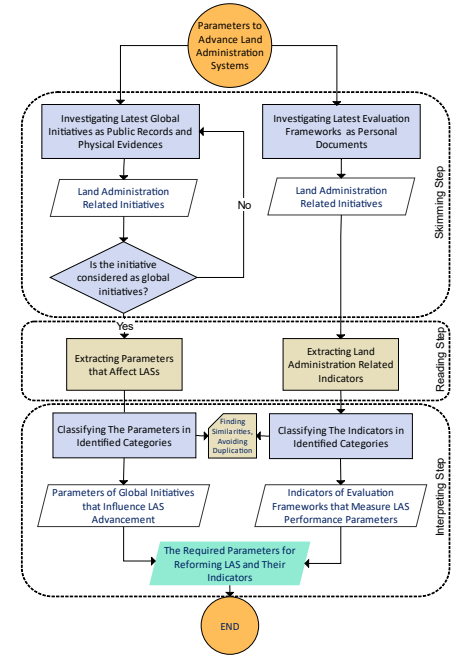 Parameters to
Advance Land
Administration
Systems
Investigating Latest Global
Initiatives as Public Records and
Physical Evidences
Investigating Latest Evaluation
Frameworks as Personal
Documents
Land Administration
Related Initiatives
Land Administration
Related Initiatives
No
Is the initiative
considered as global
initiatives?
Skimming Step
Yes
Extracting Parameters
that Affect LASs
Extracting Land
Administration Related
Indicators
Reading Step
Classifying The Parameters in
Identified Categories
Finding
Similarities,
Avoiding
Duplication
Classifying The Indicators in
Identified Categories
Parameters of Global Initiatives
that Influence LAS
Advancement
Indicators of Evaluation
Frameworks that Measure LAS
Performance Parameters
Interpreting Step
The Required Parameters for
Reforming LAS and Their
Indicators
END